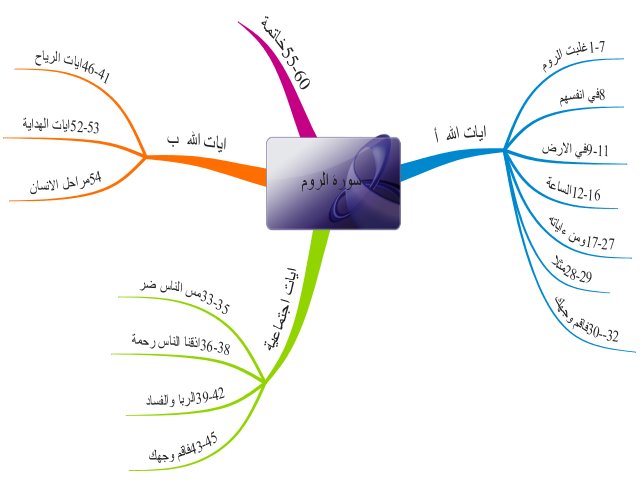 سورة الروم
ايات الله أ
1-7غلبت الروم
8في انفسهم
9-11في الارض
12-16الساعة
17-27ومن ءاياته
28-29مثلا
30--32فاقم وجهك
ايات اجتماعية
33-35مس الناس ضر
36-38اذقنا الناس رحمة
39-42الربا والفساد
43-45فاقم وجهك
ايات الله ب
41-46ايات الرياح
52-53ايات الهداية
54مراحل الانسان
55-60خاتمة